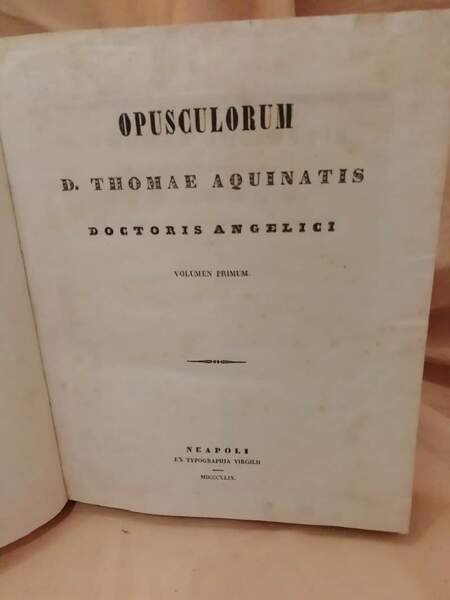 OPUSCULORUM
D. THOMAE AQUINATIS
DOCTORIS ANGELICI
VOLUMEN PRIMUM.
NEAPOLI
EX TYPOGRAPHIA VIRGILII
MDCCCXLIX.